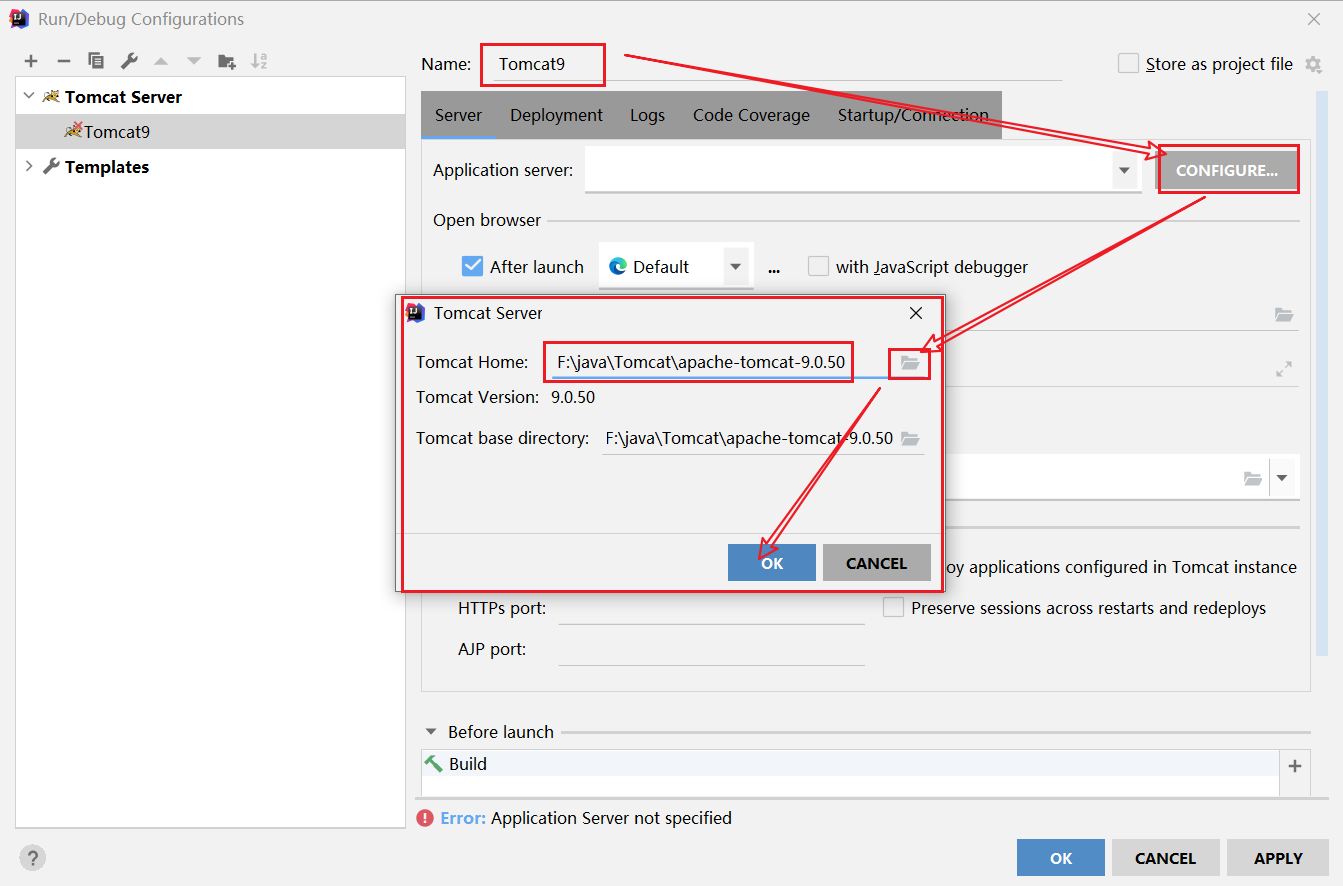 Run/Debug Configurations
Name: Tomcat9
Store as project file
Tomcat Server
Tomcat9
Templates
Server Deployment Logs Code Coverage Startup/Connection
Application server: CONFIGURE...
Open browser
After launch Default ... with JavaScript debugger
Tomcat Server
Tomcat Home: F:\java\Tomcat\apache-tomcat-9.0.50
Tomcat Version: 9.0.50
Tomcat base directory: F:\java\Tomcat\apache-tomcat-9.0.50
OK CANCEL
applications configured in Tomcat instance
HTTPs port: Preserve sessions across restarts and redeploys
AJP port:
Before launch
Build
Error: Application Server not specified
? OK CANCEL APPLY